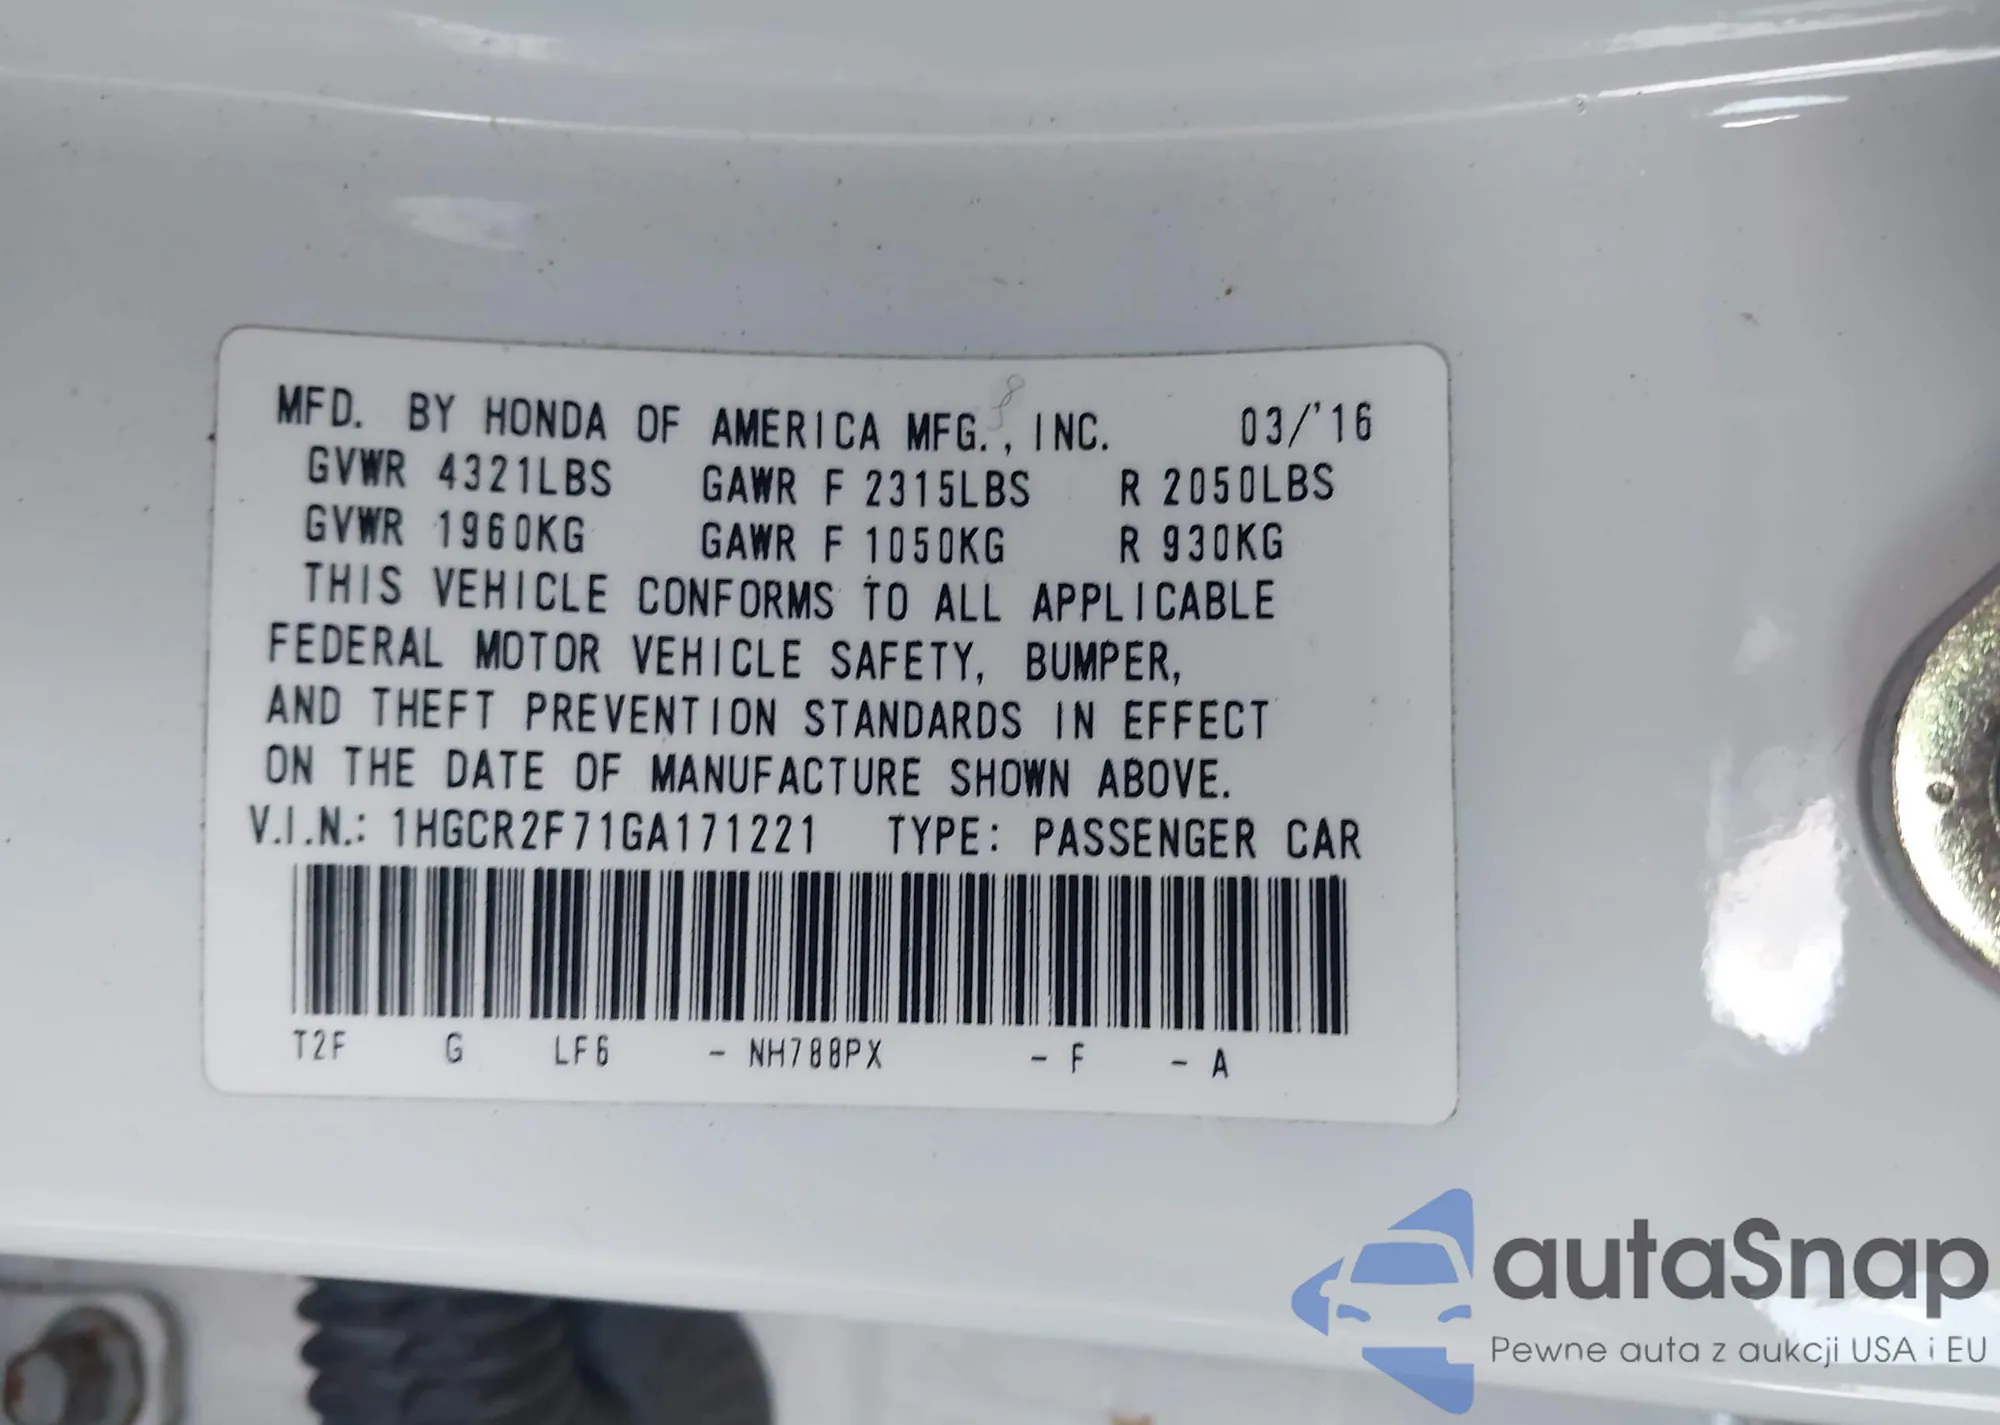 MFD. BY HONDA OF AMERICA MFG., INC. 03/'16
GVWR 4321LBS GAWR F 2315LBS R 2050LBS
GVWR 1960KG GAWR F 1050KG R 930KG
THIS VEHICLE CONFORMS TO ALL APPLICABLE
FEDERAL MOTOR VEHICLE SAFETY, BUMPER,
AND THEFT PREVENTION STANDARDS IN EFFECT
ON THE DATE OF MANUFACTURE SHOWN ABOVE.
V.I.N.: 1HGCR2F71GA171221 TYPE: PASSENGER CAR
T2F G LF6 - NH788PX - F - A
autaSnap
Pewne auta z aukcji USA i EU